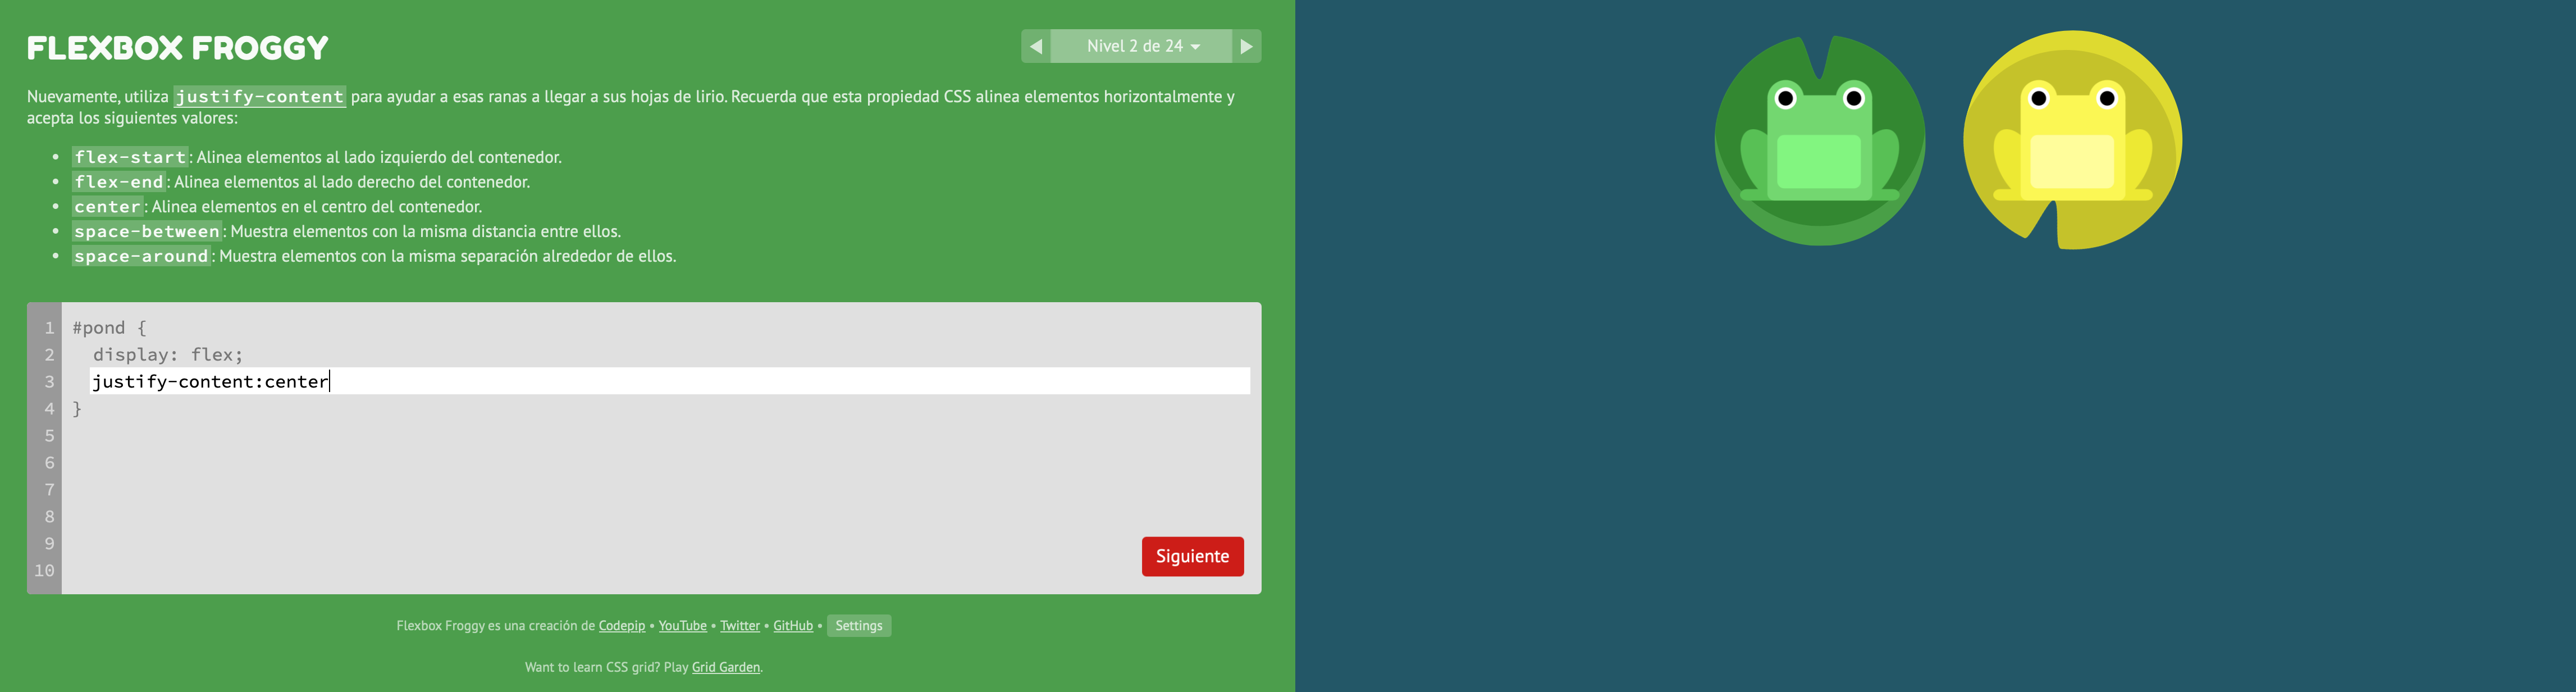 FLEXBOX FROGGY
Nivel 2 de 24
Nuevamente, utiliza justify-content para ayudar a esas ranas a llegar a sus hojas de lirio. Recuerda que esta propiedad CSS alinea elementos horizontalmente y
acepta los siguientes valores:
• flex-start: Alinea elementos al lado izquierdo del contenedor.
• flex-end: Alinea elementos al lado derecho del contenedor.
• center: Alinea elementos en el centro del contenedor.
• space-between: Muestra elementos con la misma distancia entre ellos.
• space-around: Muestra elementos con la misma separación alrededor de ellos.
1 #pond {
2 display: flex;
3 justify-content:center
4 }
5
6
7
8
9
10
Siguiente
Flexbox Froggy es una creación de Codepip • YouTube • Twitter • GitHub • Settings
Want to learn CSS grid? Play Grid Garden.